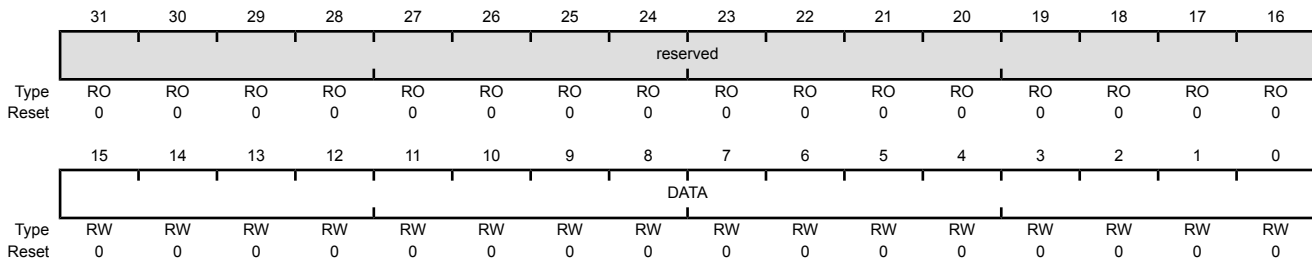 31 30 29 28 27 26 25 24 23 22 21 20 19 18 17 16
reserved
Type RO RO RO RO RO RO RO RO RO RO RO RO RO RO RO RO
Reset 0 0 0 0 0 0 0 0 0 0 0 0 0 0 0 0
15 14 13 12 11 10 9 8 7 6 5 4 3 2 1 0
DATA
Type RW RW RW RW RW RW RW RW RW RW RW RW RW RW RW RW
Reset 0 0 0 0 0 0 0 0 0 0 0 0 0 0 0 0